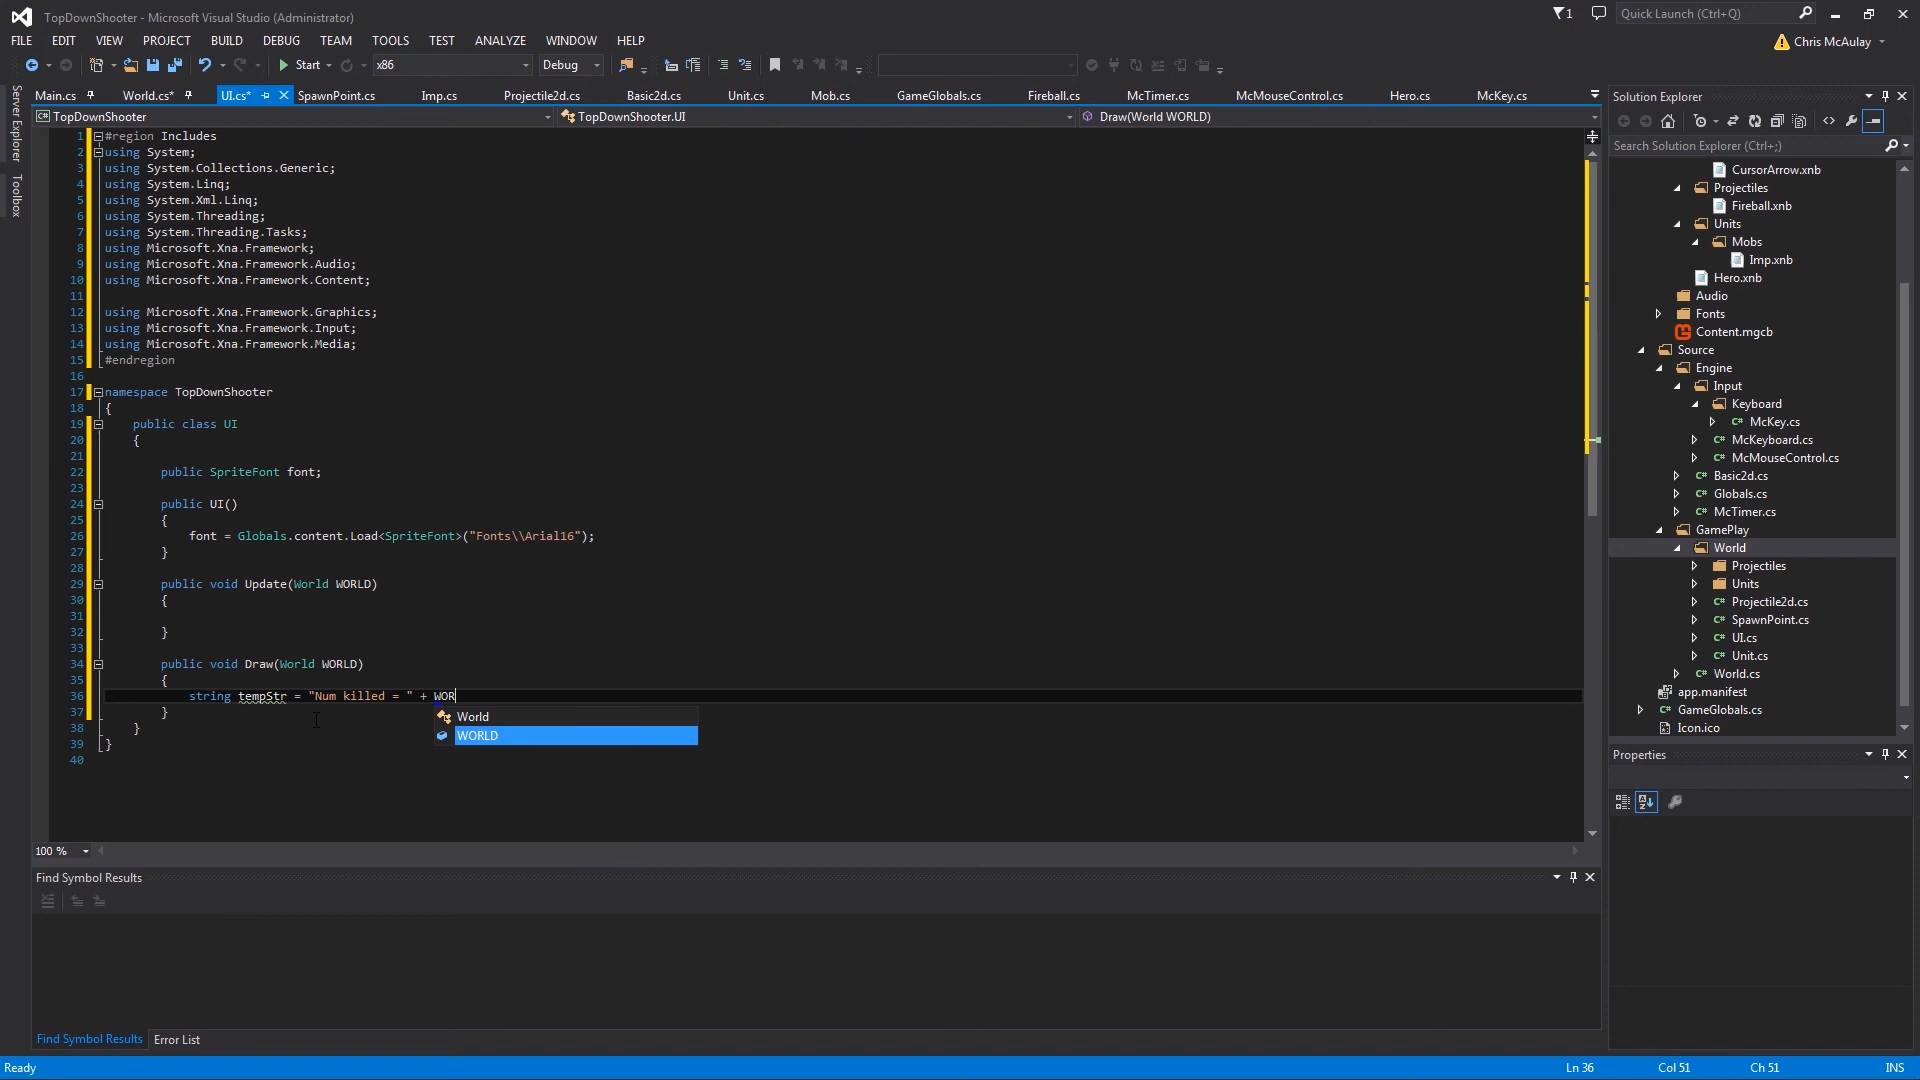 TopDownShooter - Microsoft Visual Studio (Administrator)
1
Quick Launch (Ctrl+Q)
FILE EDIT VIEW PROJECT BUILD DEBUG TEAM TOOLS TEST ANALYZE WINDOW HELP
Chris McAulay
Start x86 Debug
Server Explorer
Toolbox
Main.cs World.cs* UI.cs* SpawnPoint.cs Imp.cs Projectile2d.cs Basic2d.cs Unit.cs Mob.cs GameGlobals.cs Fireball.cs McTimer.cs McMouseControl.cs Hero.cs McKey.cs
TopDownShooter TopDownShooter.UI Draw(World WORLD)
1 #region Includes
2 using System;
3 using System.Collections.Generic;
4 using System.Linq;
5 using System.Xml.Linq;
6 using System.Threading;
7 using System.Threading.Tasks;
8 using Microsoft.Xna.Framework;
9 using Microsoft.Xna.Framework.Audio;
10 using Microsoft.Xna.Framework.Content;
11
12 using Microsoft.Xna.Framework.Graphics;
13 using Microsoft.Xna.Framework.Input;
14 using Microsoft.Xna.Framework.Media;
15 #endregion
16
17 namespace TopDownShooter
18 {
19 public class UI
20 {
21
22 public SpriteFont font;
23
24 public UI()
25 {
26 font = Globals.content.Load<SpriteFont>("Fonts\\Arial16");
27 }
28
29 public void Update(World WORLD)
30 {
31
32 }
33
34 public void Draw(World WORLD)
35 {
36 string tempStr = "Num killed = " + WOR
37 }
38 }
39 }
40
World
WORLD
100 %
Find Symbol Results
Find Symbol Results Error List
Solution Explorer
Search Solution Explorer (Ctrl+;)
CursorArrow.xnb
Projectiles
Fireball.xnb
Units
Mobs
Imp.xnb
Hero.xnb
Audio
Fonts
Content.mgcb
Source
Engine
Input
Keyboard
McKey.cs
McKeyboard.cs
McMouseControl.cs
Basic2d.cs
Globals.cs
McTimer.cs
GamePlay
World
Projectiles
Units
Projectile2d.cs
SpawnPoint.cs
UI.cs
Unit.cs
World.cs
app.manifest
GameGlobals.cs
Icon.ico
Properties
Ready Ln 36 Col 51 Ch 51 INS